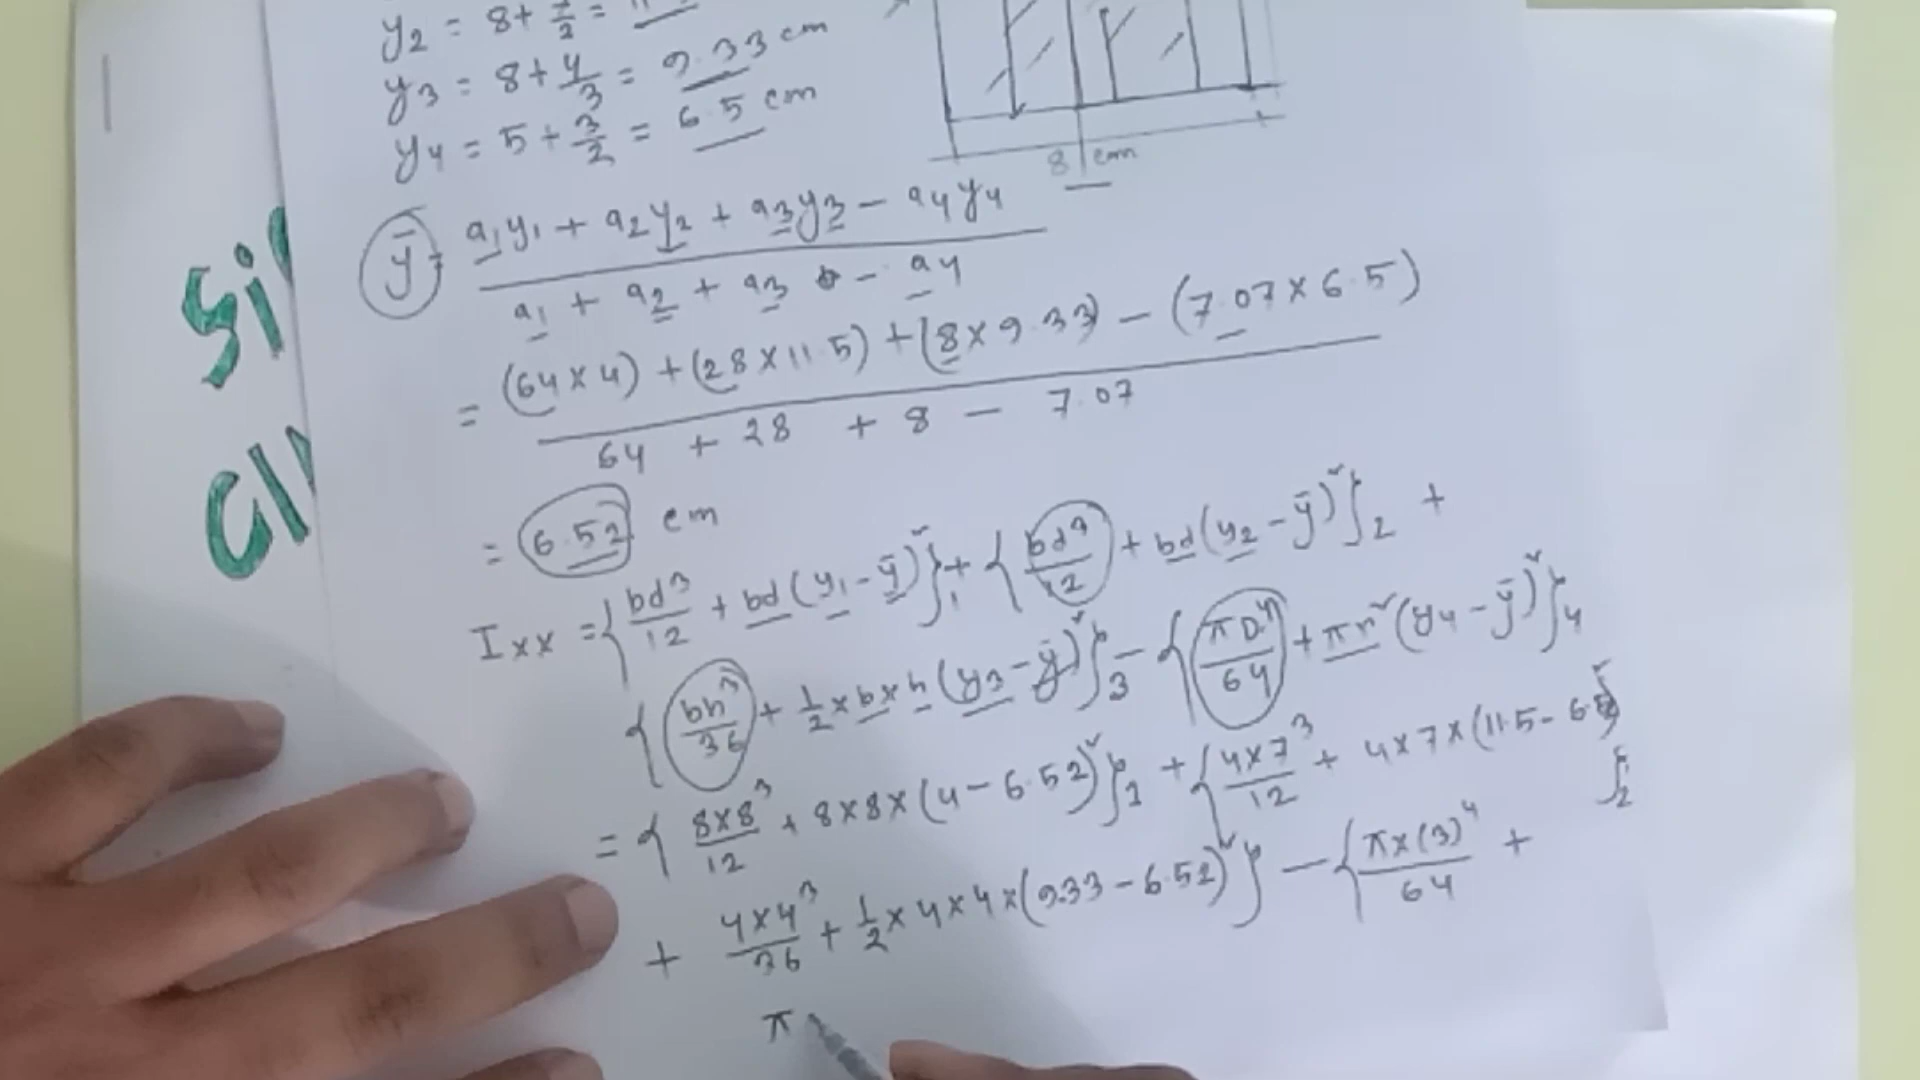 y₂ = 8 + 7/2 =
y₃ = 8 + 4/3 = 9.33 cm
y₄ = 5 + 3/2 = 6.5 cm
8 cm
ȳ = (a₁y₁ + a₂y₂ + a₃y₃ - a₄y₄) / (a₁ + a₂ + a₃ - a₄)
= ((64×4) + (28×11.5) + (8×9.33) - (7.07×6.5)) / (64 + 28 + 8 - 7.07)
= 6.52 cm
Ixx = {bd³/12 + bd(y₁-ȳ)²}₁ + {bd³/12 + bd(y₂-ȳ)²}₂ +
{bh³/36 + 1/2×b×h(y₃-ȳ)²}₃ - {πD⁴/64 + πr²(y₄-ȳ)²}₄
= {8×8³/12 + 8×8×(4-6.52)²}₁ + {4×7³/12 + 4×7×(11.5-6.52)²}₂
+ 4×4³/36 + 1/2×4×4×(9.33-6.52)²} - {π×(3)⁴/64 +
π